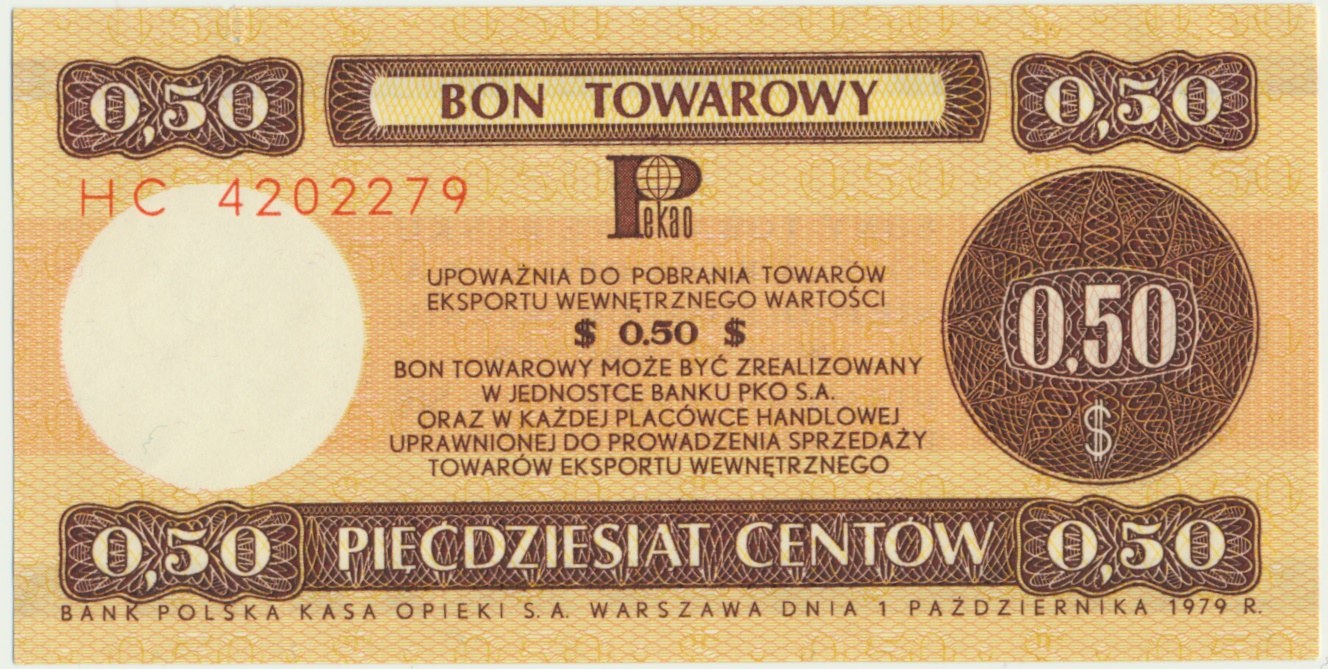 0,50 BON TOWAROWY 0,50
HC 4202279
Pekao
UPOWAŻNIA DO POBRANIA TOWARÓW
EKSPORTU WEWNĘTRZNEGO WARTOŚCI
$ 0.50 $
BON TOWAROWY MOŻE BYĆ ZREALIZOWANY
W JEDNOSTCE BANKU PKO S.A.
ORAZ W KAŻDEJ PLACÓWCE HANDLOWEJ
UPRAWNIONEJ DO PROWADZENIA SPRZEDAŻY
TOWARÓW EKSPORTU WEWNĘTRZNEGO
0,50
$
0,50 PIĘĆDZIESIĄT CENTÓW 0,50
BANK POLSKA KASA OPIEKI S.A. WARSZAWA DNIA 1 PAŹDZIERNIKA 1979 R.